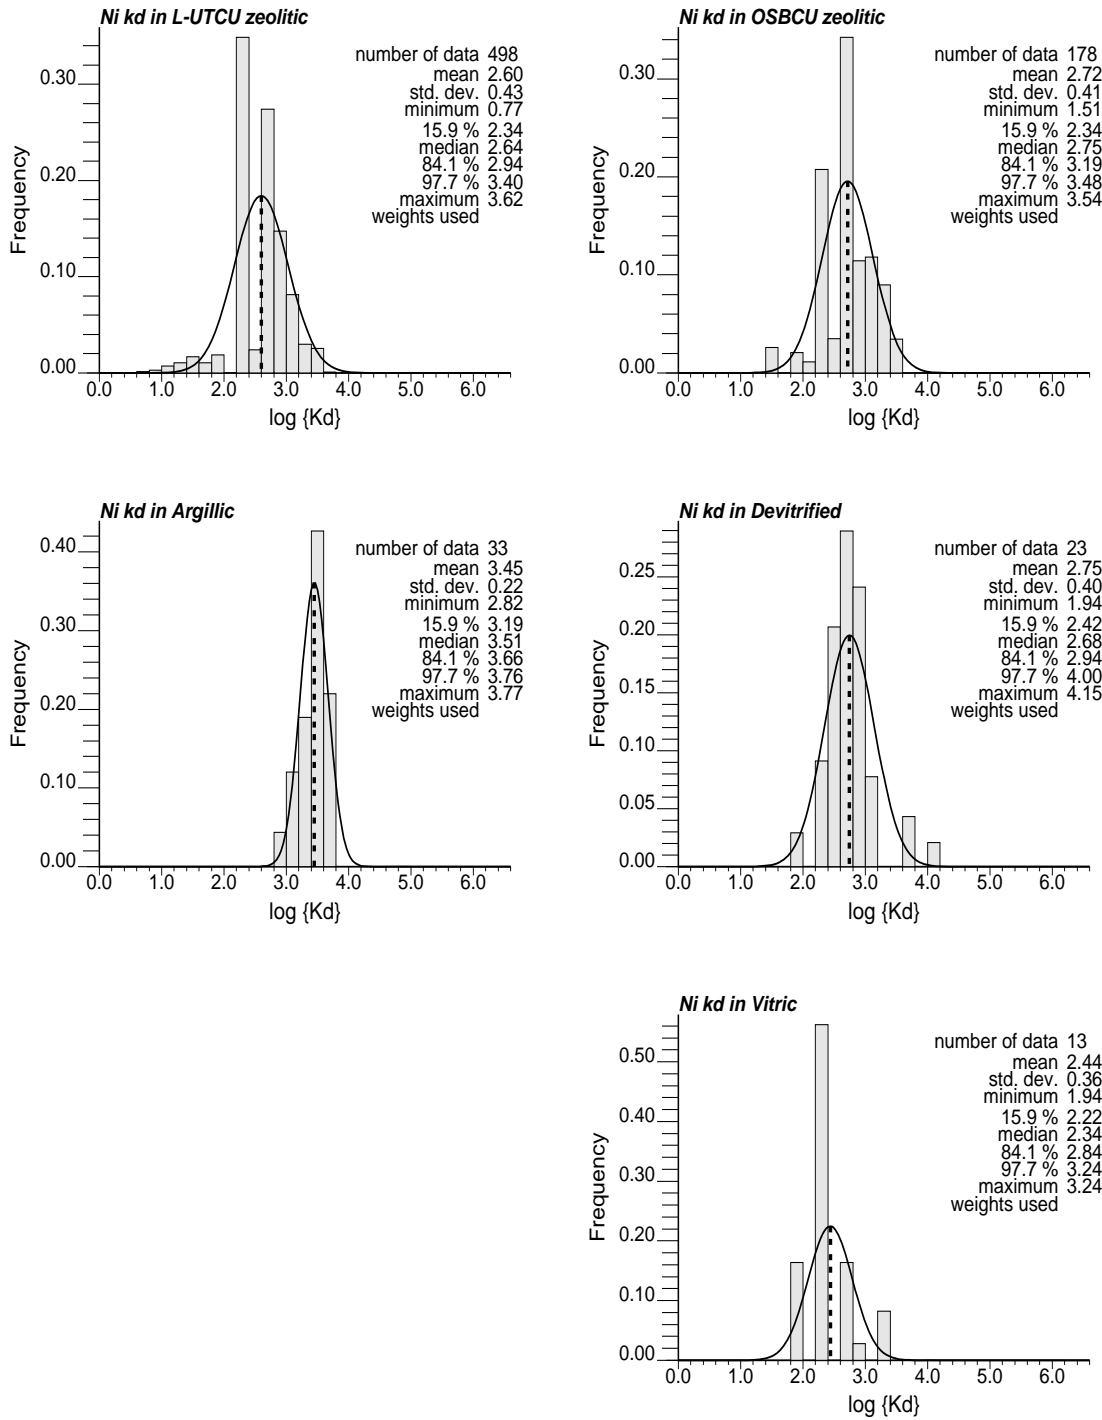 Ni kd in L-UTCU zeolitic
number of data 498
mean 2.60
std. dev. 0.43
minimum 0.77
15.9 % 2.34
median 2.64
84.1 % 2.94
97.7 % 3.40
maximum 3.62
weights used
Frequency
0.30
0.20
0.10
0.00
0.0 1.0 2.0 3.0 4.0 5.0 6.0
log {Kd}
Ni kd in OSBCU zeolitic
number of data 178
mean 2.72
std. dev. 0.41
minimum 1.51
15.9 % 2.34
median 2.75
84.1 % 3.19
97.7 % 3.48
maximum 3.54
weights used
Frequency
0.30
0.20
0.10
0.00
0.0 1.0 2.0 3.0 4.0 5.0 6.0
log {Kd}
Ni kd in Argillic
number of data 33
mean 3.45
std. dev. 0.22
minimum 2.82
15.9 % 3.19
median 3.51
84.1 % 3.66
97.7 % 3.76
maximum 3.77
weights used
Frequency
0.40
0.30
0.20
0.10
0.00
0.0 1.0 2.0 3.0 4.0 5.0 6.0
log {Kd}
Ni kd in Devitrified
number of data 23
mean 2.75
std. dev. 0.40
minimum 1.94
15.9 % 2.42
median 2.68
84.1 % 2.94
97.7 % 4.00
maximum 4.15
weights used
Frequency
0.25
0.20
0.15
0.10
0.05
0.00
0.0 1.0 2.0 3.0 4.0 5.0 6.0
log {Kd}
Ni kd in Vitric
number of data 13
mean 2.44
std. dev. 0.36
minimum 1.94
15.9 % 2.22
median 2.34
84.1 % 2.84
97.7 % 3.24
maximum 3.24
weights used
Frequency
0.50
0.40
0.30
0.20
0.10
0.00
0.0 1.0 2.0 3.0 4.0 5.0 6.0
log {Kd}